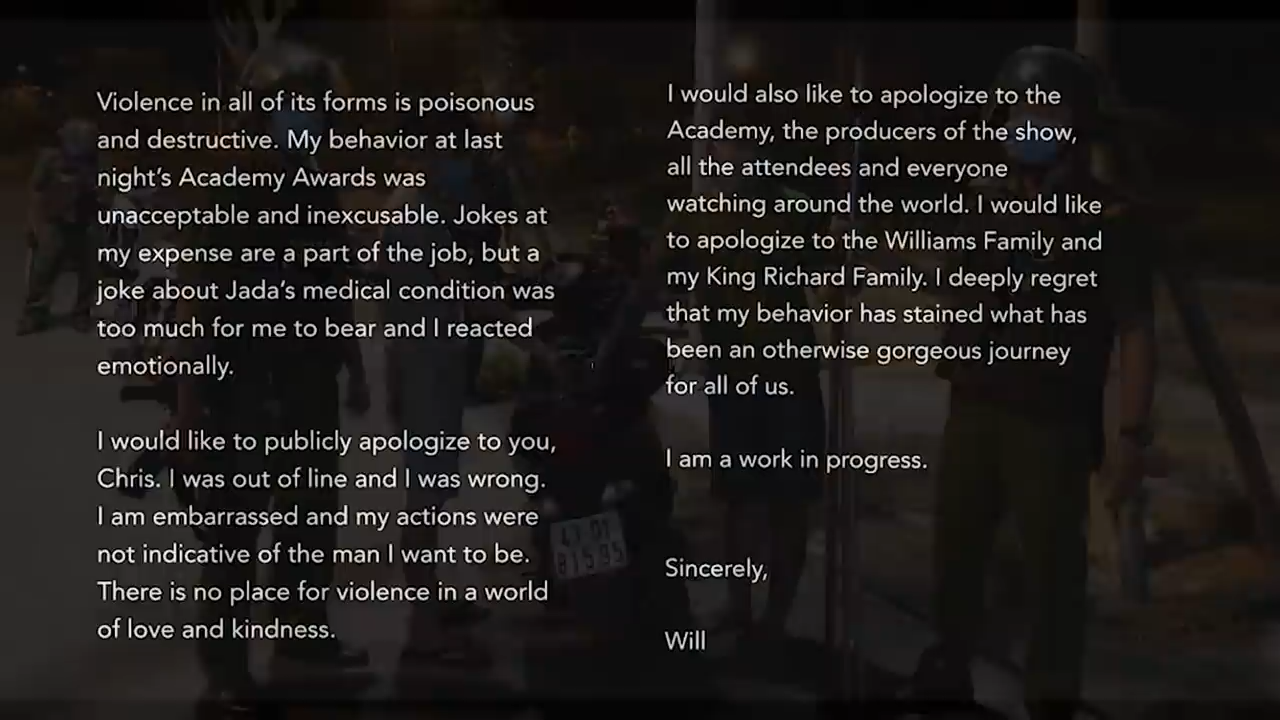 Violence in all of its forms is poisonous
and destructive. My behavior at last
night's Academy Awards was
unacceptable and inexcusable. Jokes at
my expense are a part of the job, but a
joke about Jada's medical condition was
too much for me to bear and I reacted
emotionally.
I would like to publicly apologize to you,
Chris. I was out of line and I was wrong.
I am embarrassed and my actions were
not indicative of the man I want to be.
There is no place for violence in a world
of love and kindness.
I would also like to apologize to the
Academy, the producers of the show,
all the attendees and everyone
watching around the world. I would like
to apologize to the Williams Family and
my King Richard Family. I deeply regret
that my behavior has stained what has
been an otherwise gorgeous journey
for all of us.
I am a work in progress.
Sincerely,
Will